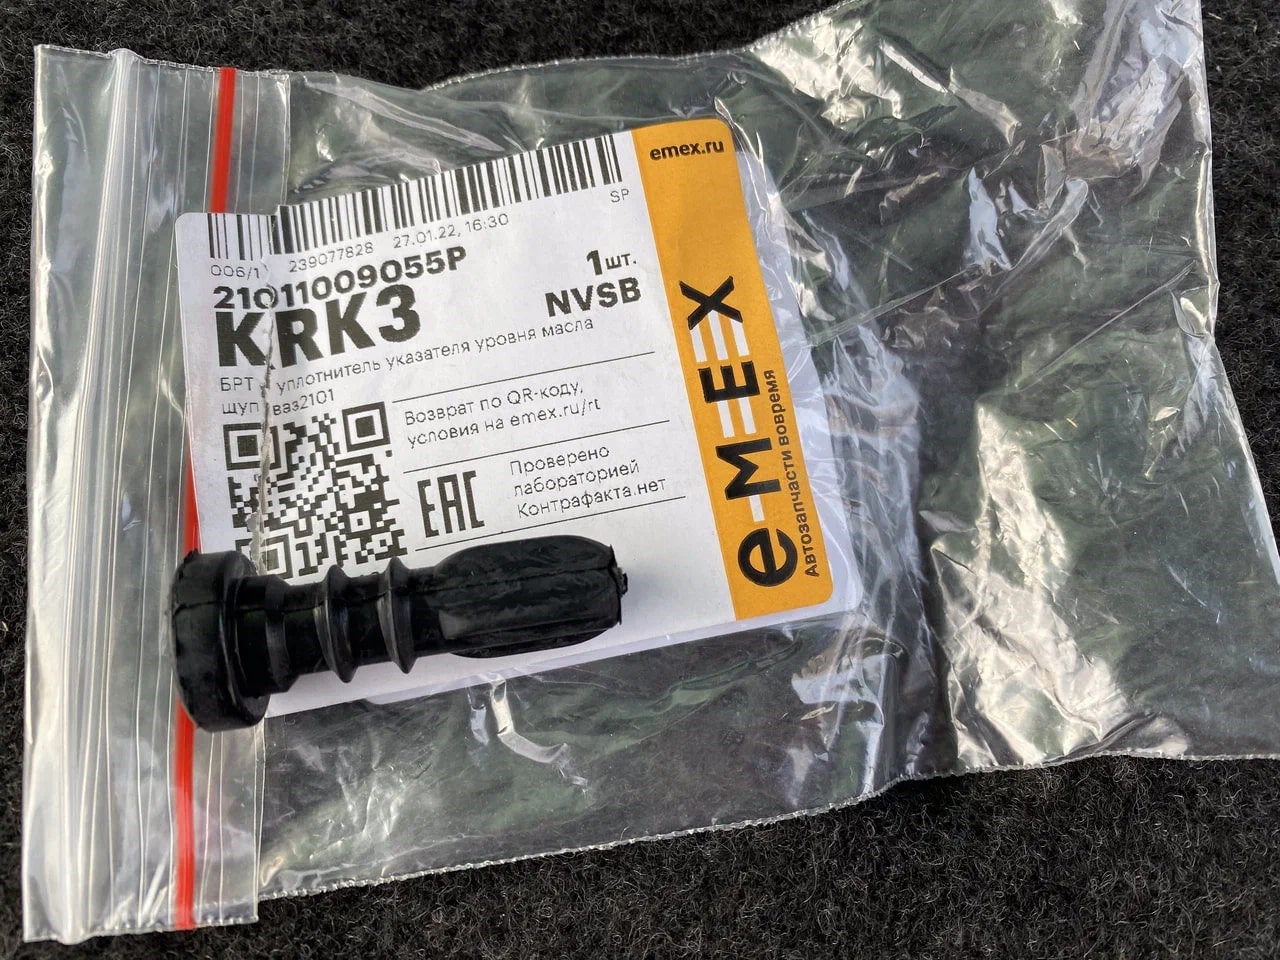 emex.ru
SP
006/1 239077828 27.01.22, 16:30
21011009055P
1шт.
KRK3
NVSB
БРТ уплотнитель указателя уровня масла
щуп ваз2101
Возврат по QR-коду,
условия на emex.ru/rt
EAC
Проверено
лабораторией
Контрафакта.нет
e-MEX
Автозапчасти вовремя